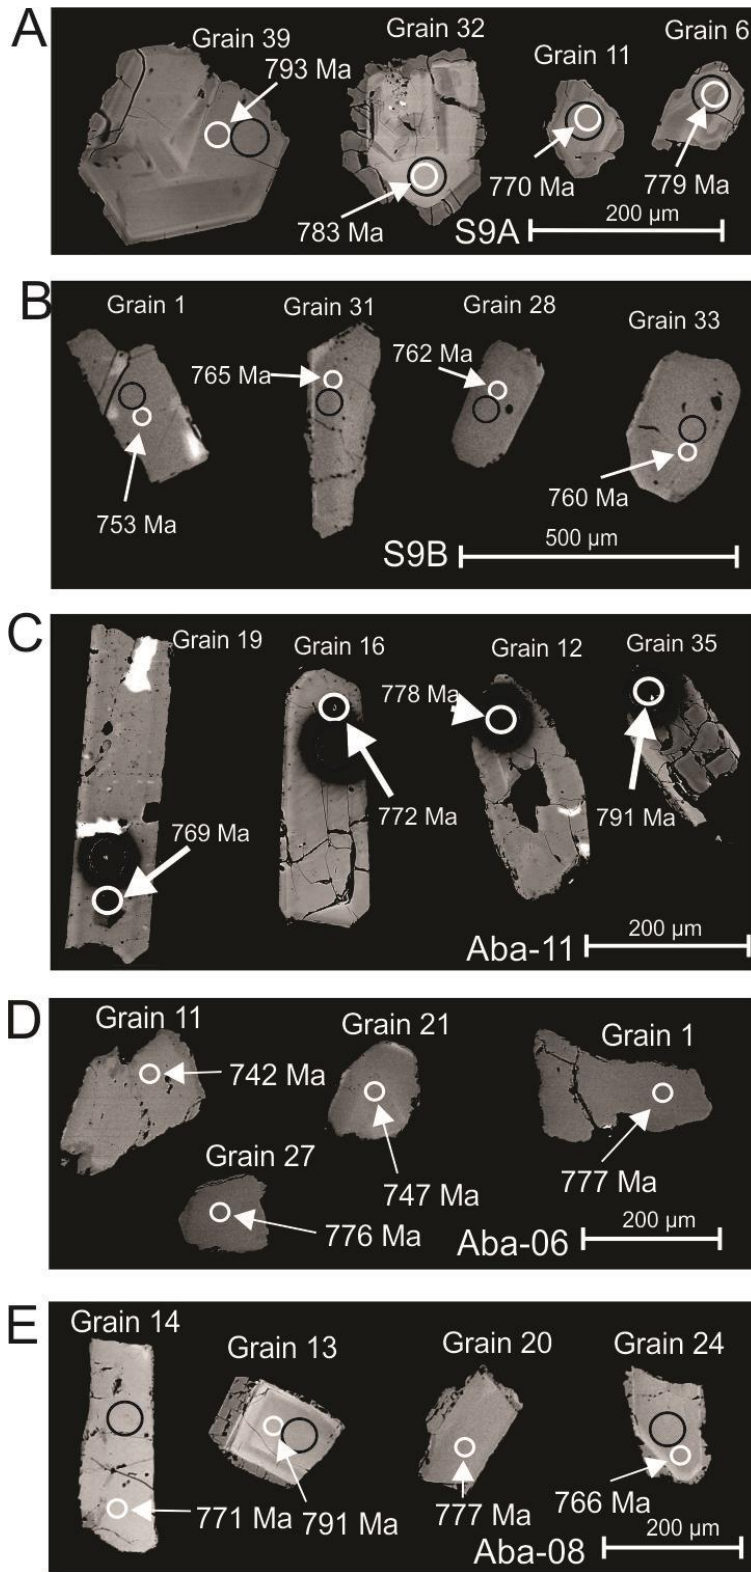 A
Grain 39
Grain 32
Grain 11
Grain 6
793 Ma
783 Ma
770 Ma
779 Ma
S9A
200 µm
B
Grain 1
Grain 31
Grain 28
Grain 33
765 Ma
762 Ma
753 Ma
760 Ma
S9B
500 µm
C
Grain 19
Grain 16
Grain 12
Grain 35
778 Ma
769 Ma
772 Ma
791 Ma
Aba-11
200 µm
D
Grain 11
Grain 21
Grain 1
742 Ma
Grain 27
747 Ma
777 Ma
776 Ma
Aba-06
200 µm
E
Grain 14
Grain 13
Grain 20
Grain 24
771 Ma
791 Ma
777 Ma
766 Ma
Aba-08
200 µm